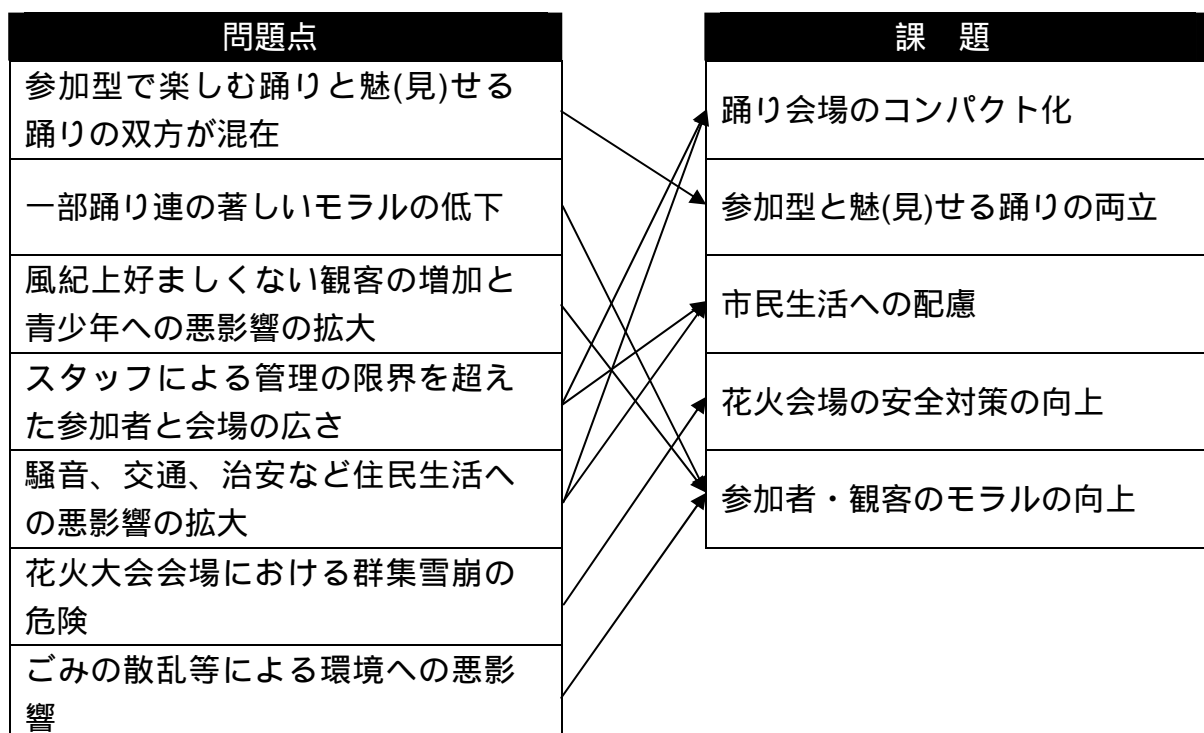 問題点
参加型で楽しむ踊りと魅(見)せる
踊りの双方が混在
一部踊り連の著しいモラルの低下
風紀上好ましくない観客の増加と
青少年への悪影響の拡大
スタッフによる管理の限界を超え
た参加者と会場の広さ
騒音、交通、治安など住民生活へ
の悪影響の拡大
花火大会会場における群集雪崩の
危険
ごみの散乱等による環境への悪影
響
課　題
踊り会場のコンパクト化
参加型と魅(見)せる踊りの両立
市民生活への配慮
花火会場の安全対策の向上
参加者・観客のモラルの向上